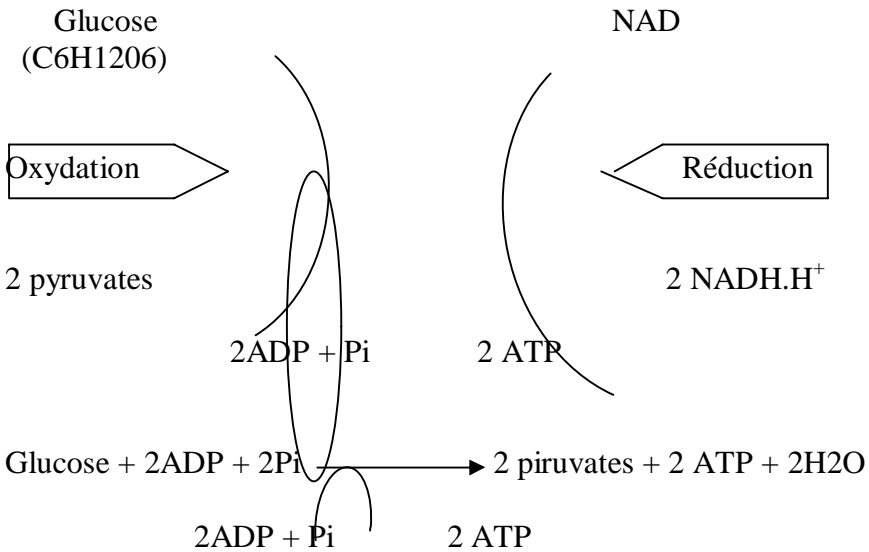 Glucose NAD
(C6H1206)
Oxydation Réduction
2 pyruvates 2 NADH.H⁺
2ADP + Pi 2 ATP
Glucose + 2ADP + 2Pi 2 piruvates + 2 ATP + 2H2O
2ADP + Pi 2 ATP